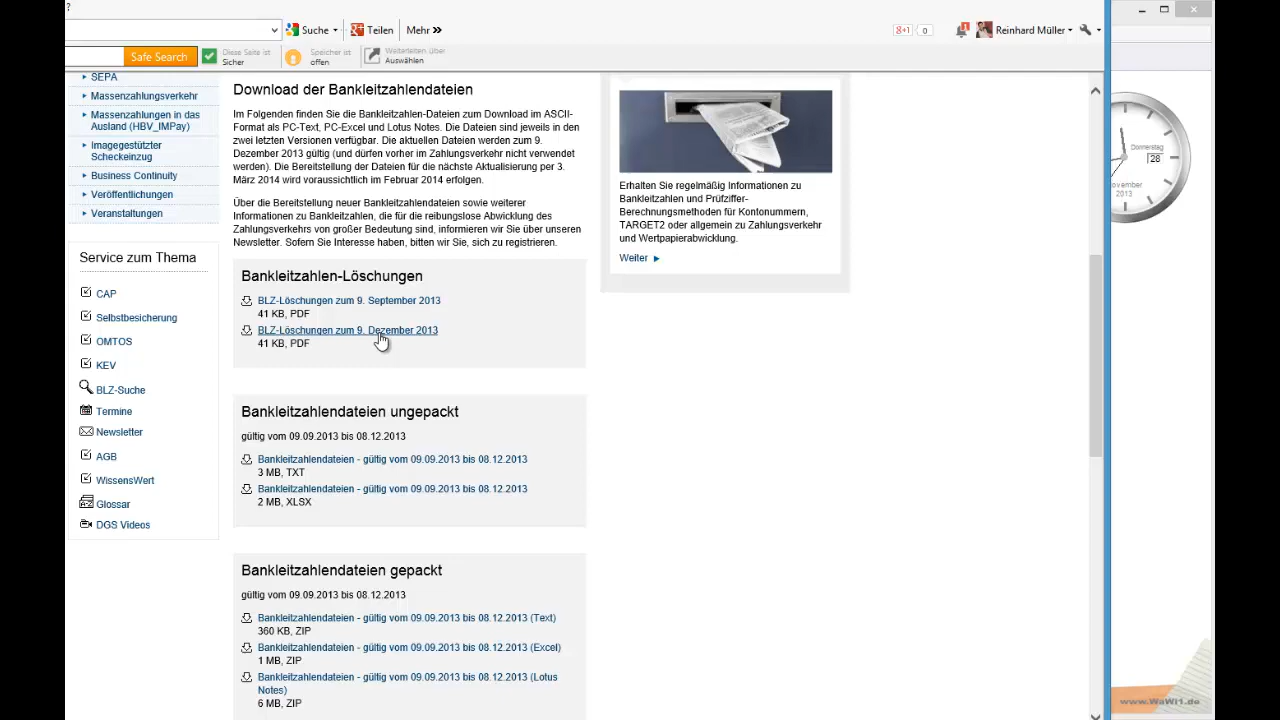 ?
Suche
Teilen
Mehr
0
1
Reinhard Müller
Safe Search
Diese Seite ist
Sicher
Speicher ist
offen
Weiterleiten über
Auswählen
SEPA
Massenzahlungsverkehr
Massenzahlungen in das
Ausland (HBV_IMPay)
Imagegestützter
Scheckeinzug
Business Continuity
Veröffentlichungen
Veranstaltungen
Service zum Thema
CAP
Selbstbesicherung
OMTOS
KEV
BLZ-Suche
Termine
Newsletter
AGB
WissensWert
Glossar
DGS Videos
Download der Bankleitzahlendateien
Im Folgenden finden Sie die Bankleitzahlen-Dateien zum Download im ASCII-
Format als PC-Text, PC-Excel und Lotus Notes. Die Dateien sind jeweils in den
zwei letzten Versionen verfügbar. Die aktuellen Dateien werden zum 9.
Dezember 2013 gültig (und dürfen vorher im Zahlungsverkehr nicht verwendet
werden). Die Bereitstellung der Dateien für die nächste Aktualisierung per 3.
März 2014 wird voraussichtlich im Februar 2014 erfolgen.
Über die Bereitstellung neuer Bankleitzahlendateien sowie weiterer
Informationen zu Bankleitzahlen, die für die reibungslose Abwicklung des
Zahlungsverkehrs von großer Bedeutung sind, informieren wir Sie über unseren
Newsletter. Sofern Sie Interesse haben, bitten wir Sie, sich zu registrieren.
Bankleitzahlen-Löschungen
BLZ-Löschungen zum 9. September 2013
41 KB, PDF
BLZ-Löschungen zum 9. Dezember 2013
41 KB, PDF
Bankleitzahlendateien ungepackt
gültig vom 09.09.2013 bis 08.12.2013
Bankleitzahlendateien - gültig vom 09.09.2013 bis 08.12.2013
3 MB, TXT
Bankleitzahlendateien - gültig vom 09.09.2013 bis 08.12.2013
2 MB, XLSX
Bankleitzahlendateien gepackt
gültig vom 09.09.2013 bis 08.12.2013
Bankleitzahlendateien - gültig vom 09.09.2013 bis 08.12.2013 (Text)
360 KB, ZIP
Bankleitzahlendateien - gültig vom 09.09.2013 bis 08.12.2013 (Excel)
1 MB, ZIP
Bankleitzahlendateien - gültig vom 09.09.2013 bis 08.12.2013 (Lotus
Notes)
6 MB, ZIP
Erhalten Sie regelmäßig Informationen zu
Bankleitzahlen und Prüfziffer-
Berechnungsmethoden für Kontonummern,
TARGET2 oder allgemein zu Zahlungsverkehr
und Wertpapierabwicklung.
Weiter
Donnerstag
28
November
2013
www.WaWi1.de